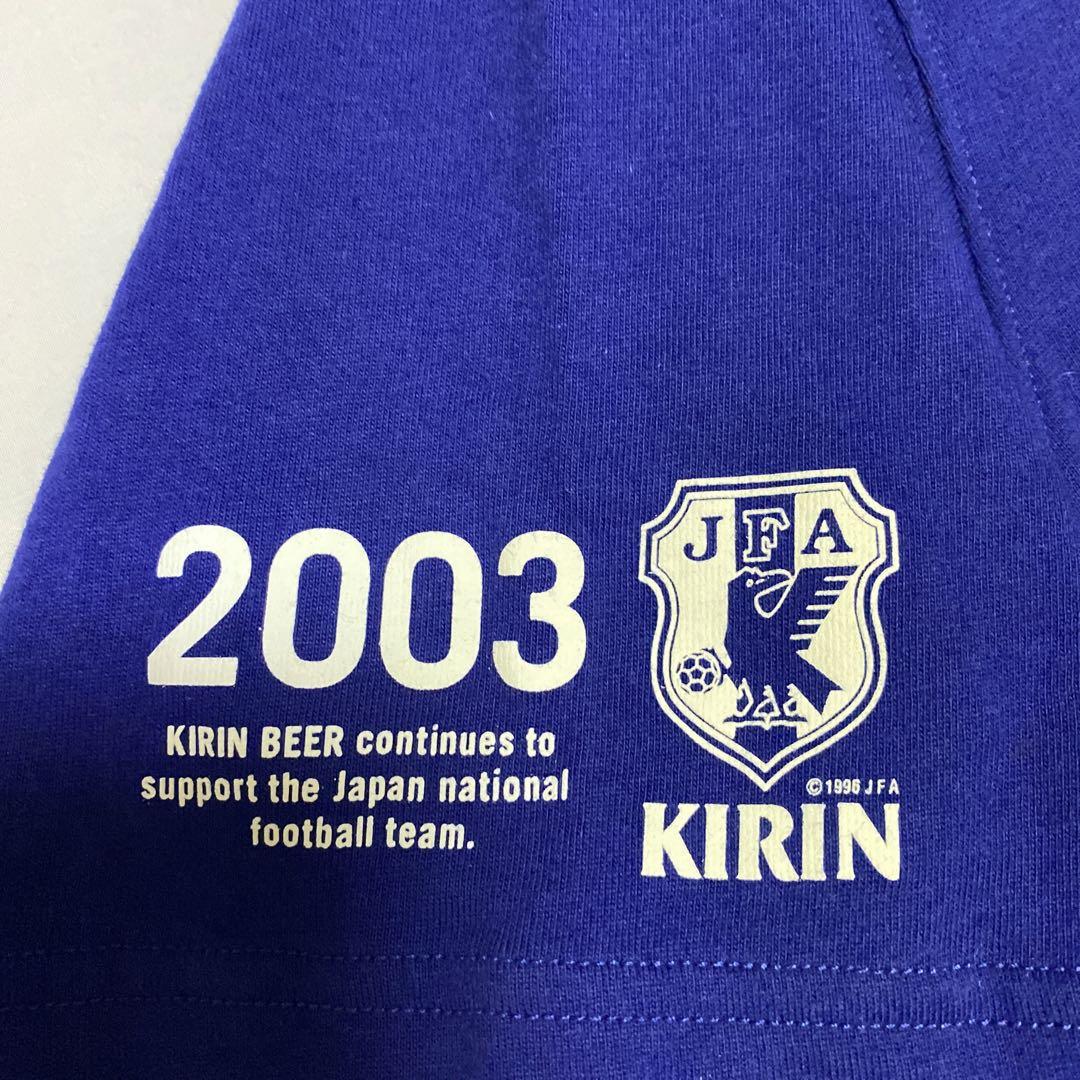 2003
KIRIN BEER continues to
support the Japan national
football team.
JFA
©1996 JFA
KIRIN